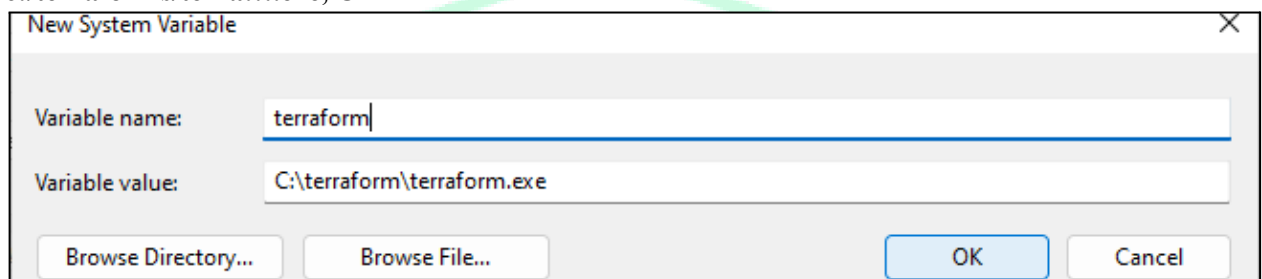 New System Variable
Variable name: terraform
Variable value: C:\terraform\terraform.exe
Browse Directory... Browse File... OK Cancel